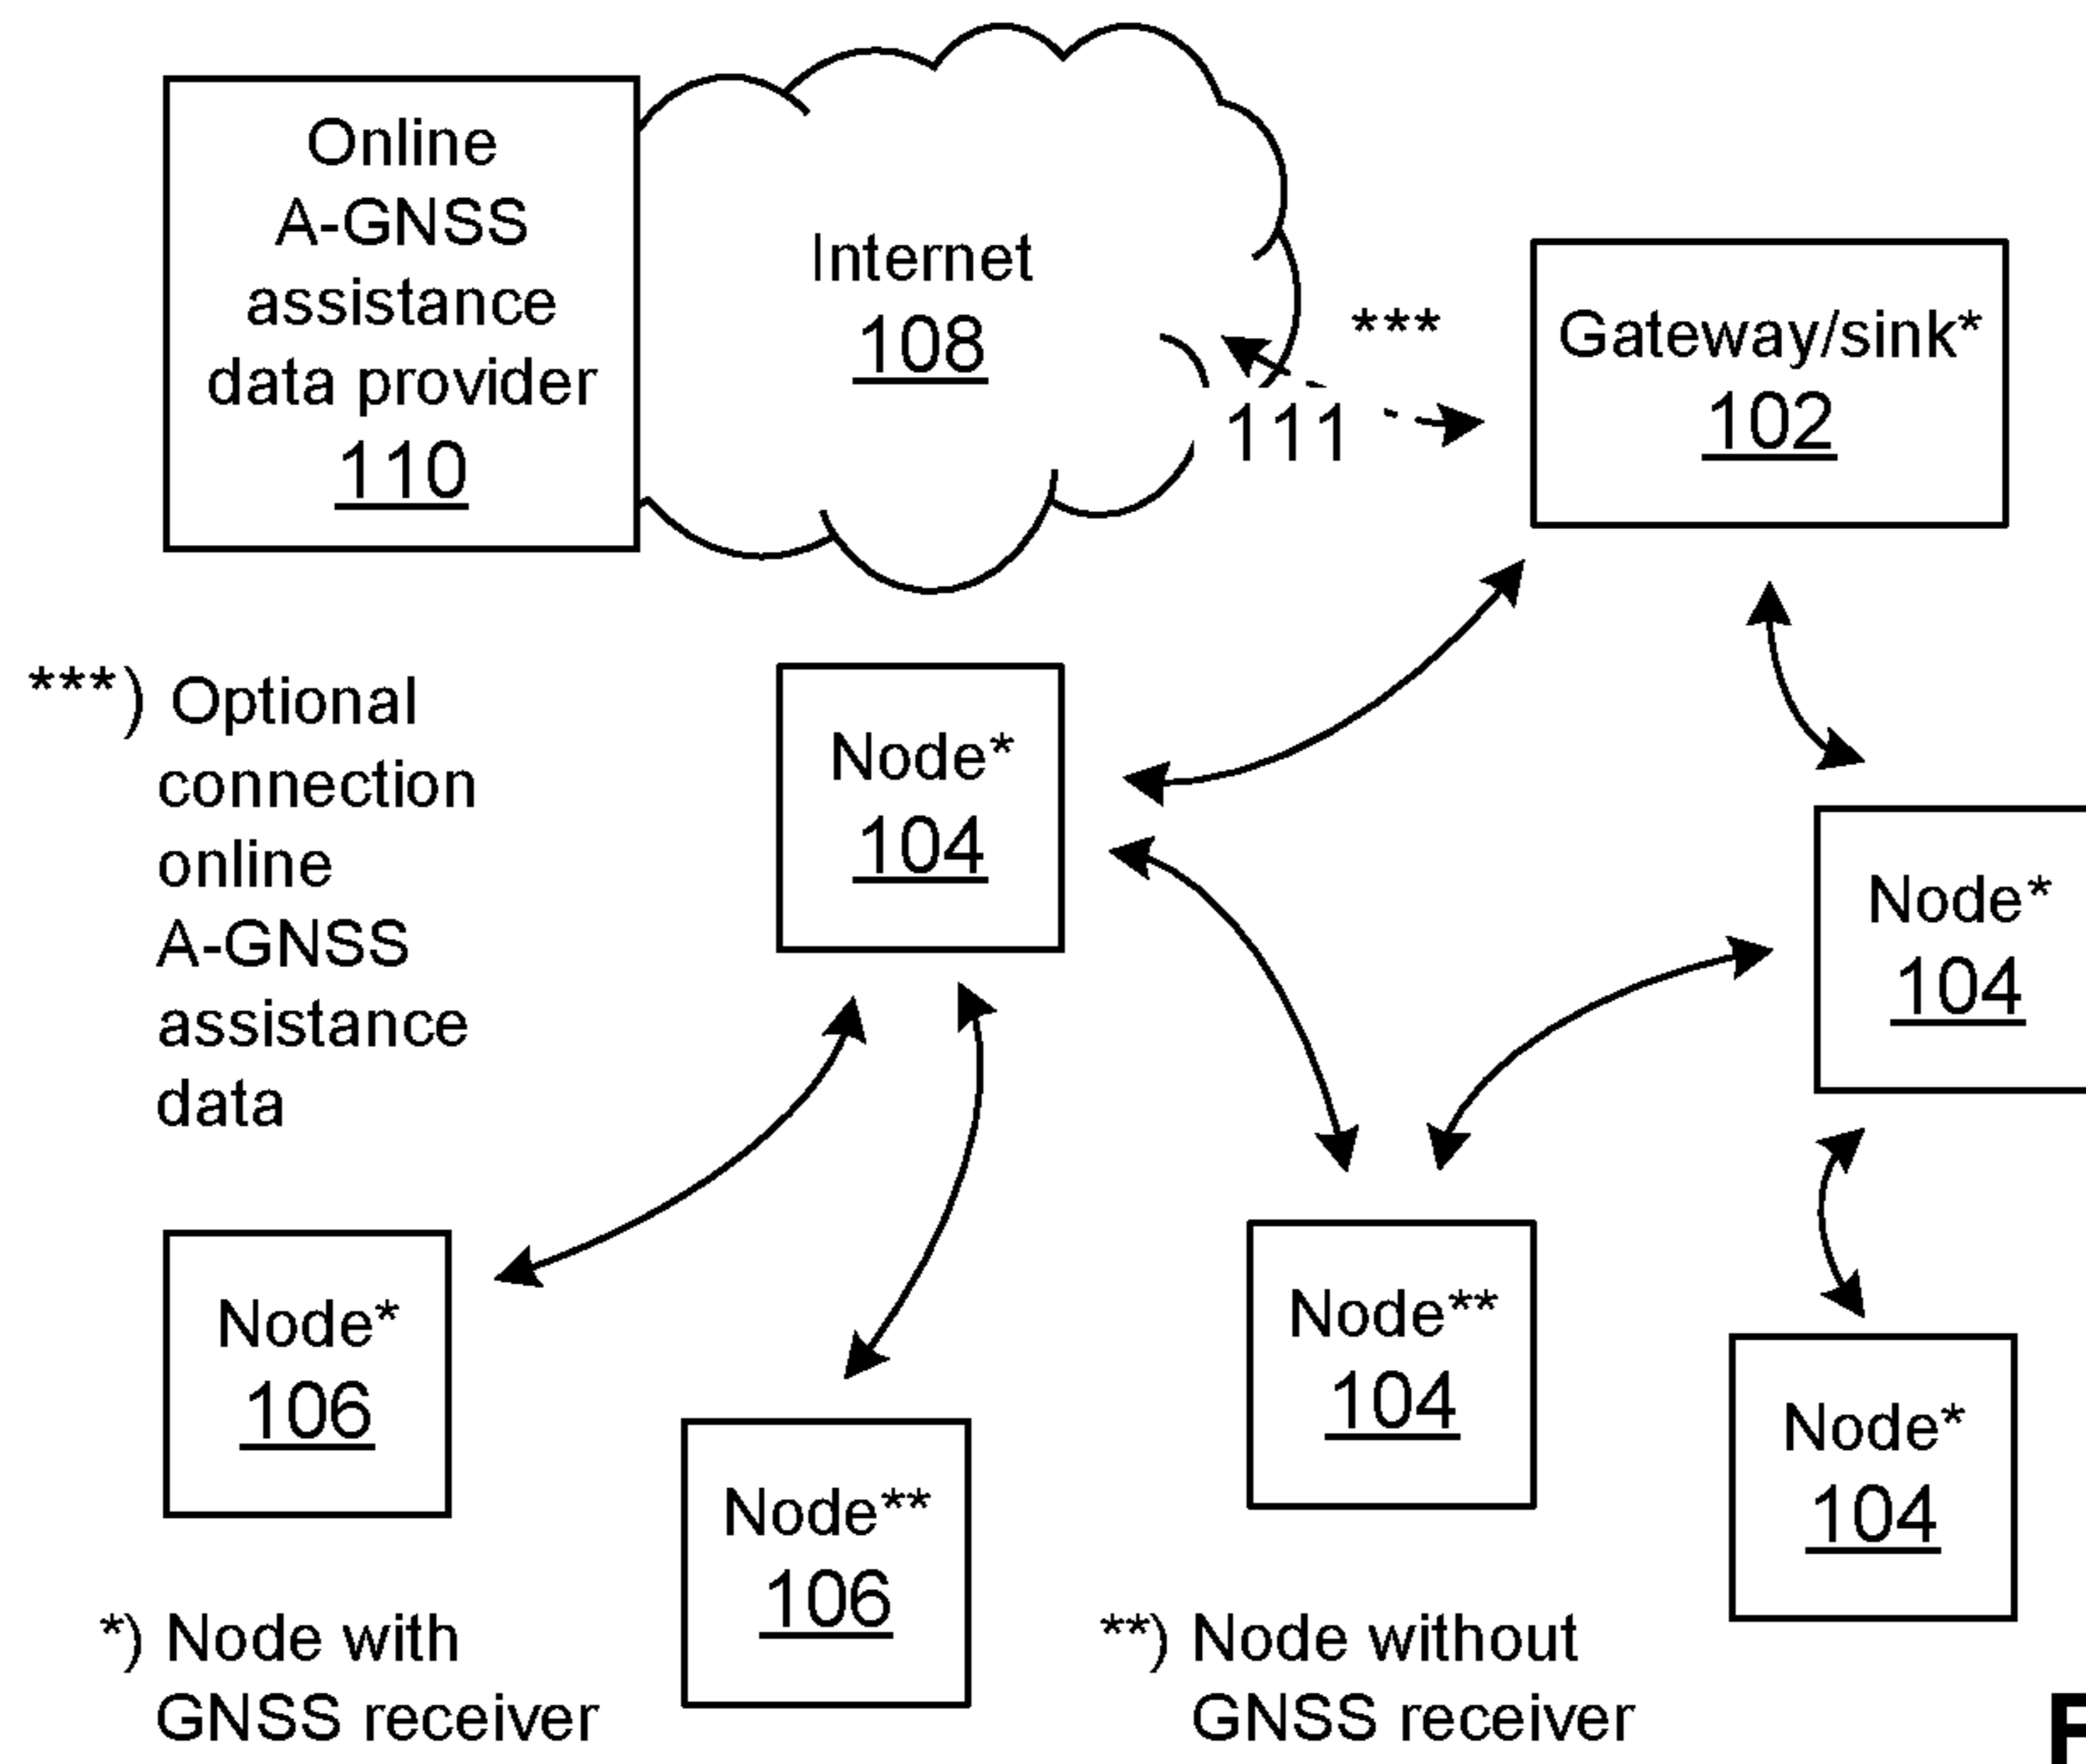 Online
A-GNSS
assistance
data provider
110
Internet
108
***
111
Gateway/sink*
102
***) Optional
connection
online
A-GNSS
assistance
data
Node*
104
Node*
104
Node*
106
Node**
106
Node**
104
Node*
104
*) Node with
GNSS receiver
**) Node without
GNSS receiver
F